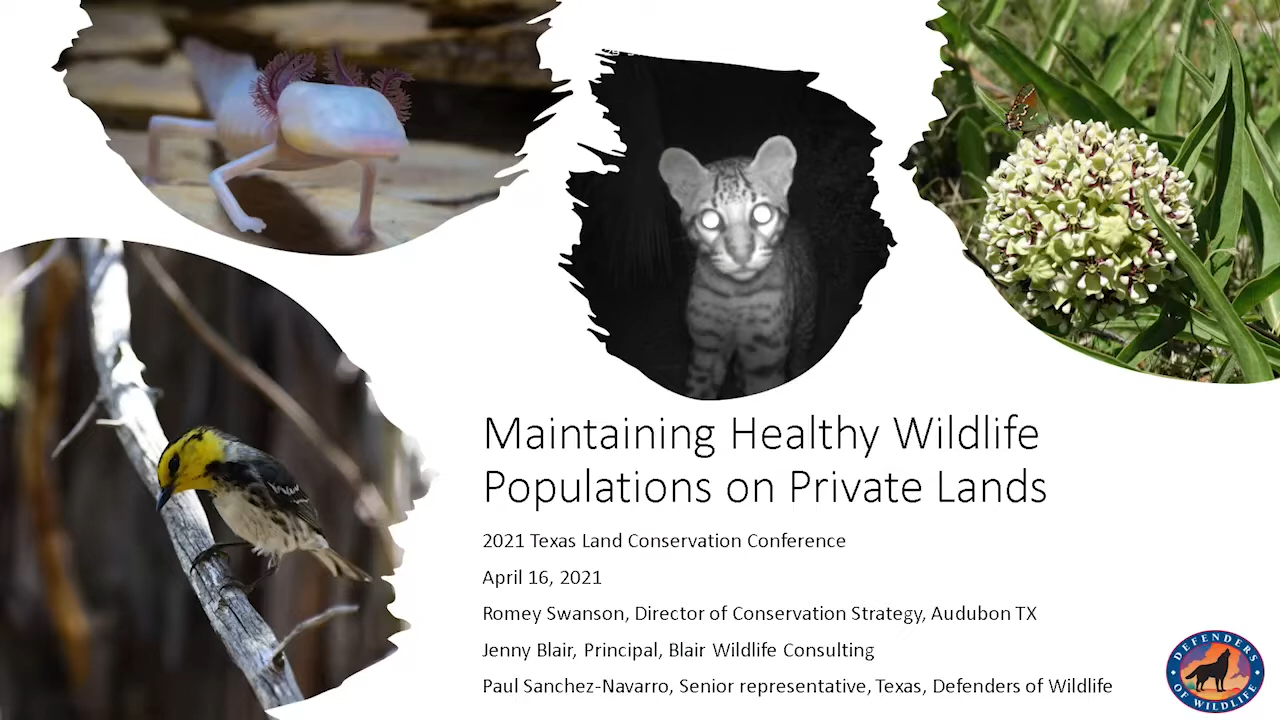 Maintaining Healthy Wildlife
Populations on Private Lands
2021 Texas Land Conservation Conference
April 16, 2021
Romey Swanson, Director of Conservation Strategy, Audubon TX
Jenny Blair, Principal, Blair Wildlife Consulting
Paul Sanchez-Navarro, Senior representative, Texas, Defenders of Wildlife
DEFENDERS
OF WILDLIFE